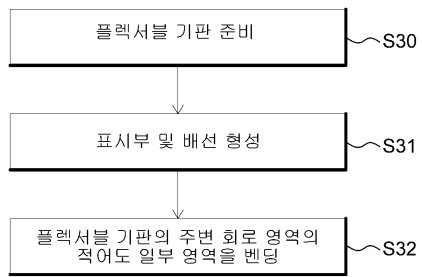 플렉서블 기판 준비
S30
표시부 및 배선 형성
S31
플렉서블 기판의 주변 회로 영역의
적어도 일부 영역을 벤딩
S32